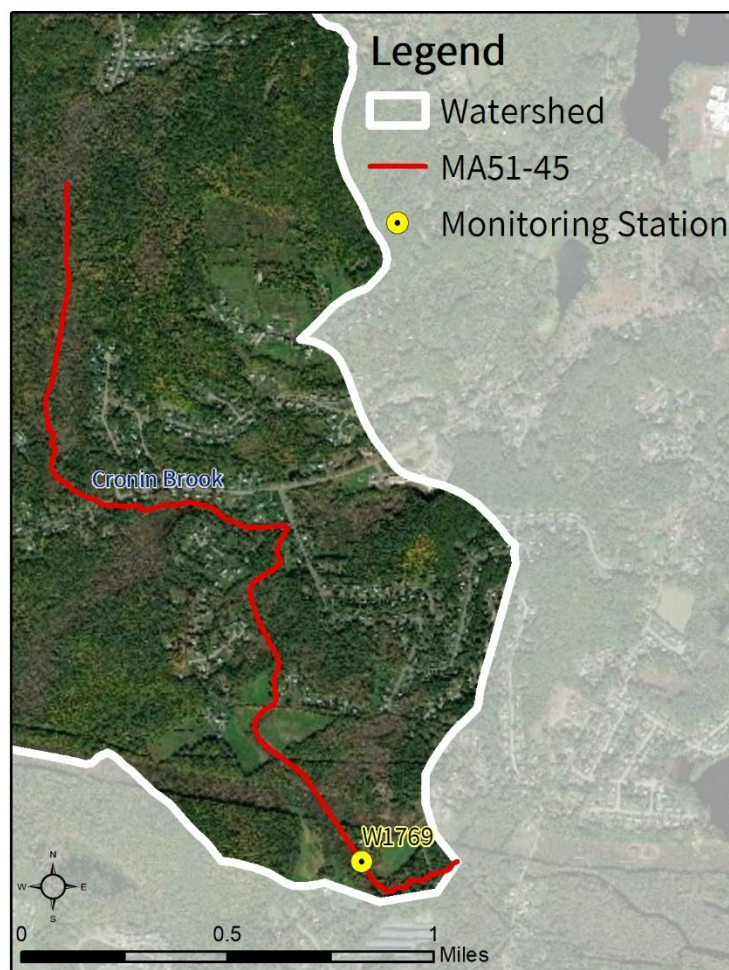 Legend
Watershed
MA51-45
Monitoring Station
Cronin Brook
W1769
N
W E
S
0 0.5 1
Miles